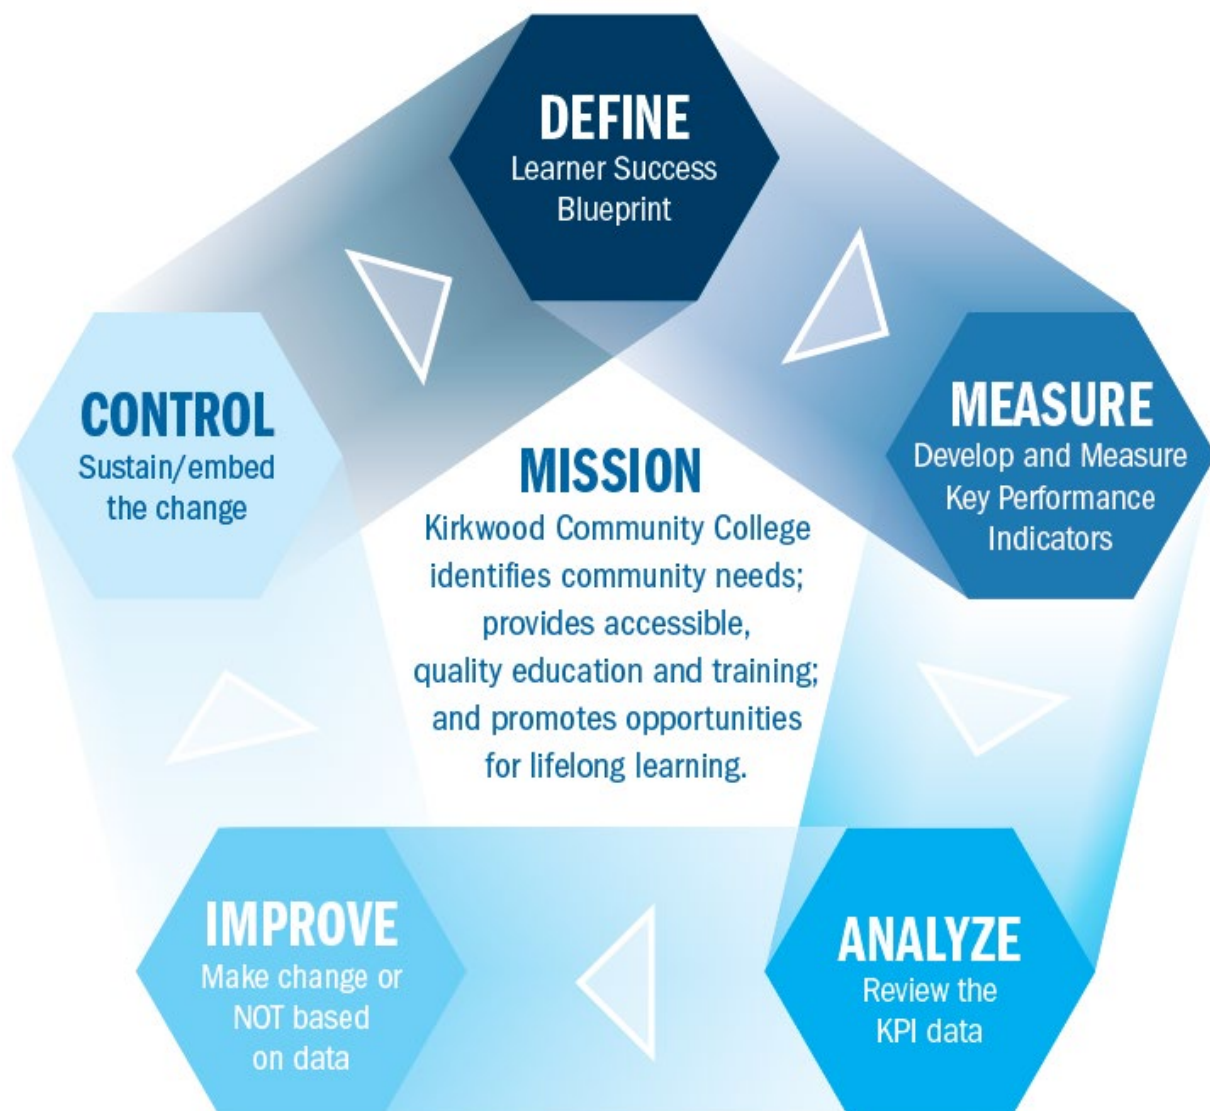 DEFINE
Learner Success
Blueprint
MEASURE
Develop and Measure
Key Performance
Indicators
ANALYZE
Review the
KPI data
IMPROVE
Make change or
NOT based
on data
CONTROL
Sustain/embed
the change
MISSION
Kirkwood Community College
identifies community needs;
provides accessible,
quality education and training;
and promotes opportunities
for lifelong learning.